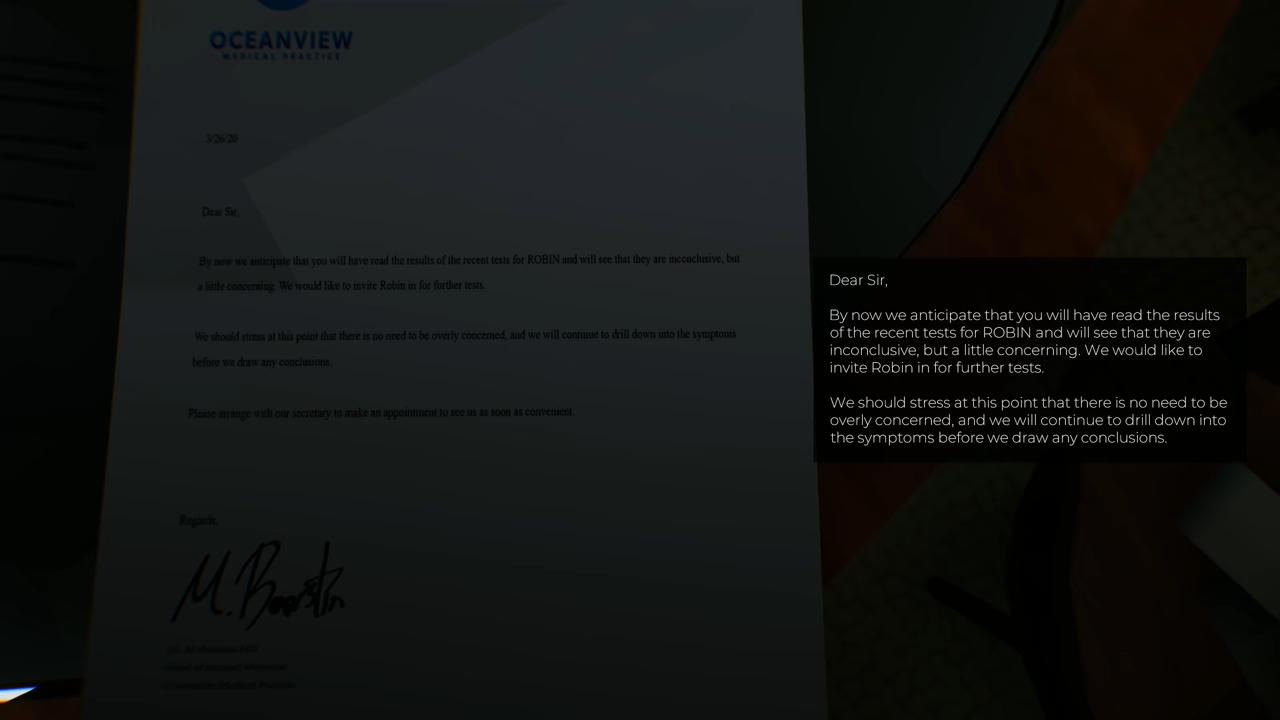 OCEANVIEW
MEDICAL PRACTICE
3/26/20
Dear Sir,
By now we anticipate that you will have read the results of the recent tests for ROBIN and will see that they are inconclusive, but
a little concerning. We would like to invite Robin in for further tests.
We should stress at this point that there is no need to be overly concerned, and we will continue to drill down into the symptoms
before we draw any conclusions.
Please arrange with our secretary to make an appointment to see us as soon as convenient.
Regards,
Dear Sir,
By now we anticipate that you will have read the results
of the recent tests for ROBIN and will see that they are
inconclusive, but a little concerning. We would like to
invite Robin in for further tests.
We should stress at this point that there is no need to be
overly concerned, and we will continue to drill down into
the symptoms before we draw any conclusions.